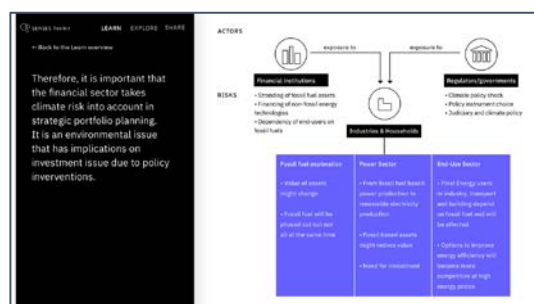 SENSES TOOLKIT
LEARN EXPLORE SHARE
← Back to the Learn overview
Therefore, it is important that
the financial sector takes
climate risk into account in
strategic portfolio planning.
It is an environmental issue
that has implications on
investment issue due to policy
inverventions.
ACTORS
exposure to
exposure to
Financial Institutions
Regulators/governments
RISKS
• Stranding of fossil fuel assets
• Financing of non-fossil energy
technologies
• Dependency of end-users on
fossil fuels
• Climate policy
• Policy instrument choice
• Judiciary and climate policy
Industries & Households
Fossil fuel exploration
• Value of assets
might change
• Fossil fuel will be
phased out but not
all at the same time
Power Sector
• From fossil fuel based
power production to
renewable electricity
production
• Fossil-based assets
might reduce value
• Need for investment
End-Use Sector
• Final Energy users
or industry, transport
and building depend
on fossil fuel and will
be affected
• Options to improve
energy efficiency will
become more
competitive at high
energy prices